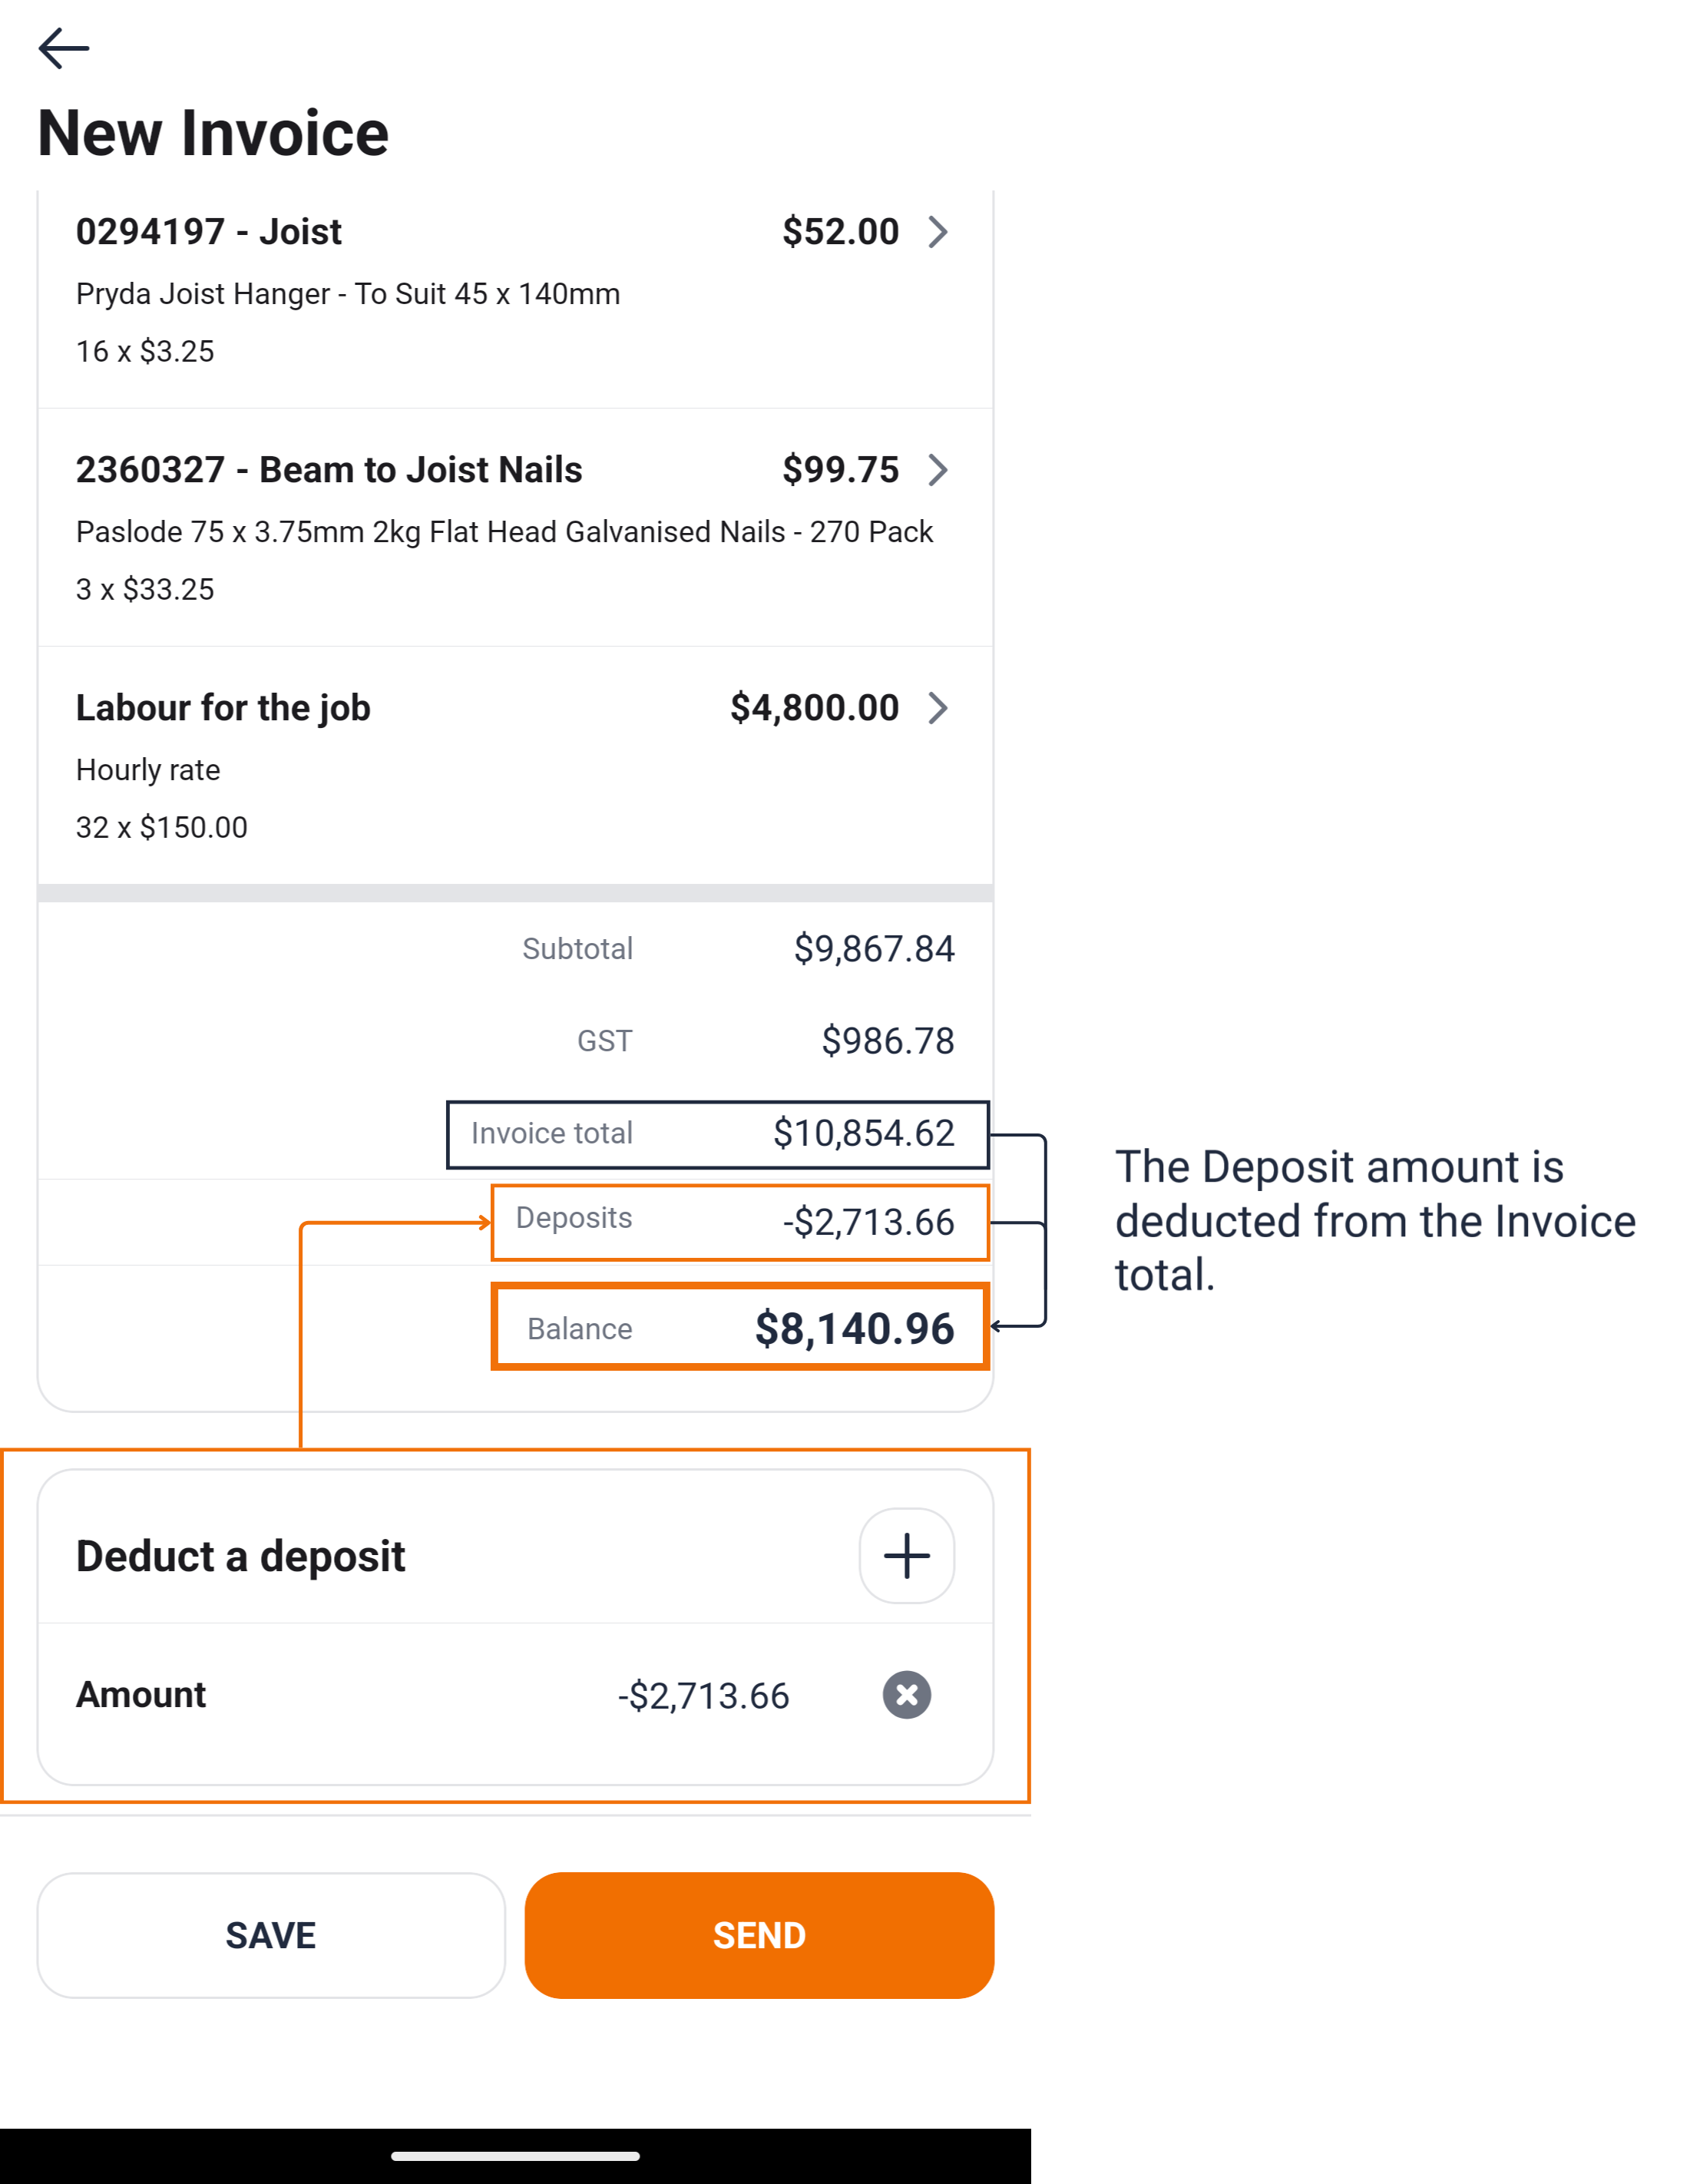 New Invoice
0294197 - Joist $52.00
Pryda Joist Hanger - To Suit 45 x 140mm
16 x $3.25
2360327 - Beam to Joist Nails $99.75
Paslode 75 x 3.75mm 2kg Flat Head Galvanised Nails - 270 Pack
3 x $33.25
Labour for the job $4,800.00
Hourly rate
32 x $150.00
Subtotal $9,867.84
GST $986.78
Invoice total $10,854.62
Deposits -$2,713.66
Balance $8,140.96
The Deposit amount is
deducted from the Invoice
total.
Deduct a deposit
Amount -$2,713.66
SAVE SEND